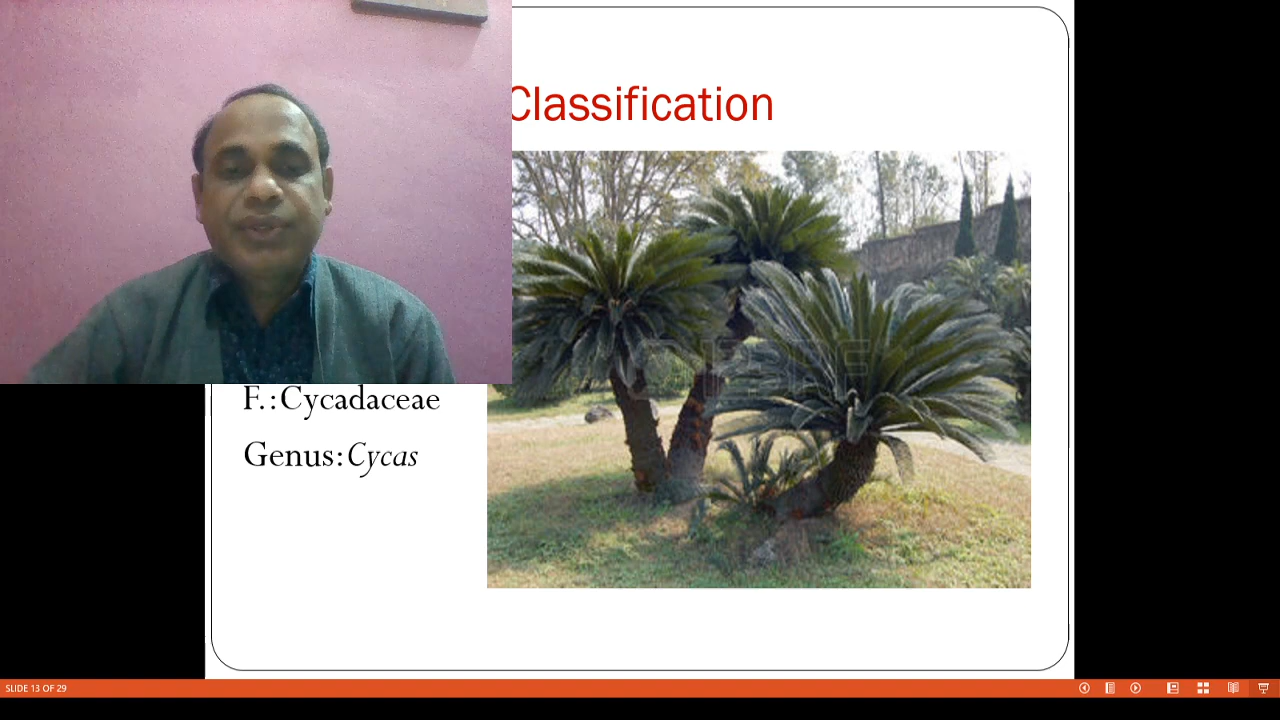 Classification
F.:Cycadaceae
Genus:Cycas
SLIDE 13 OF 29